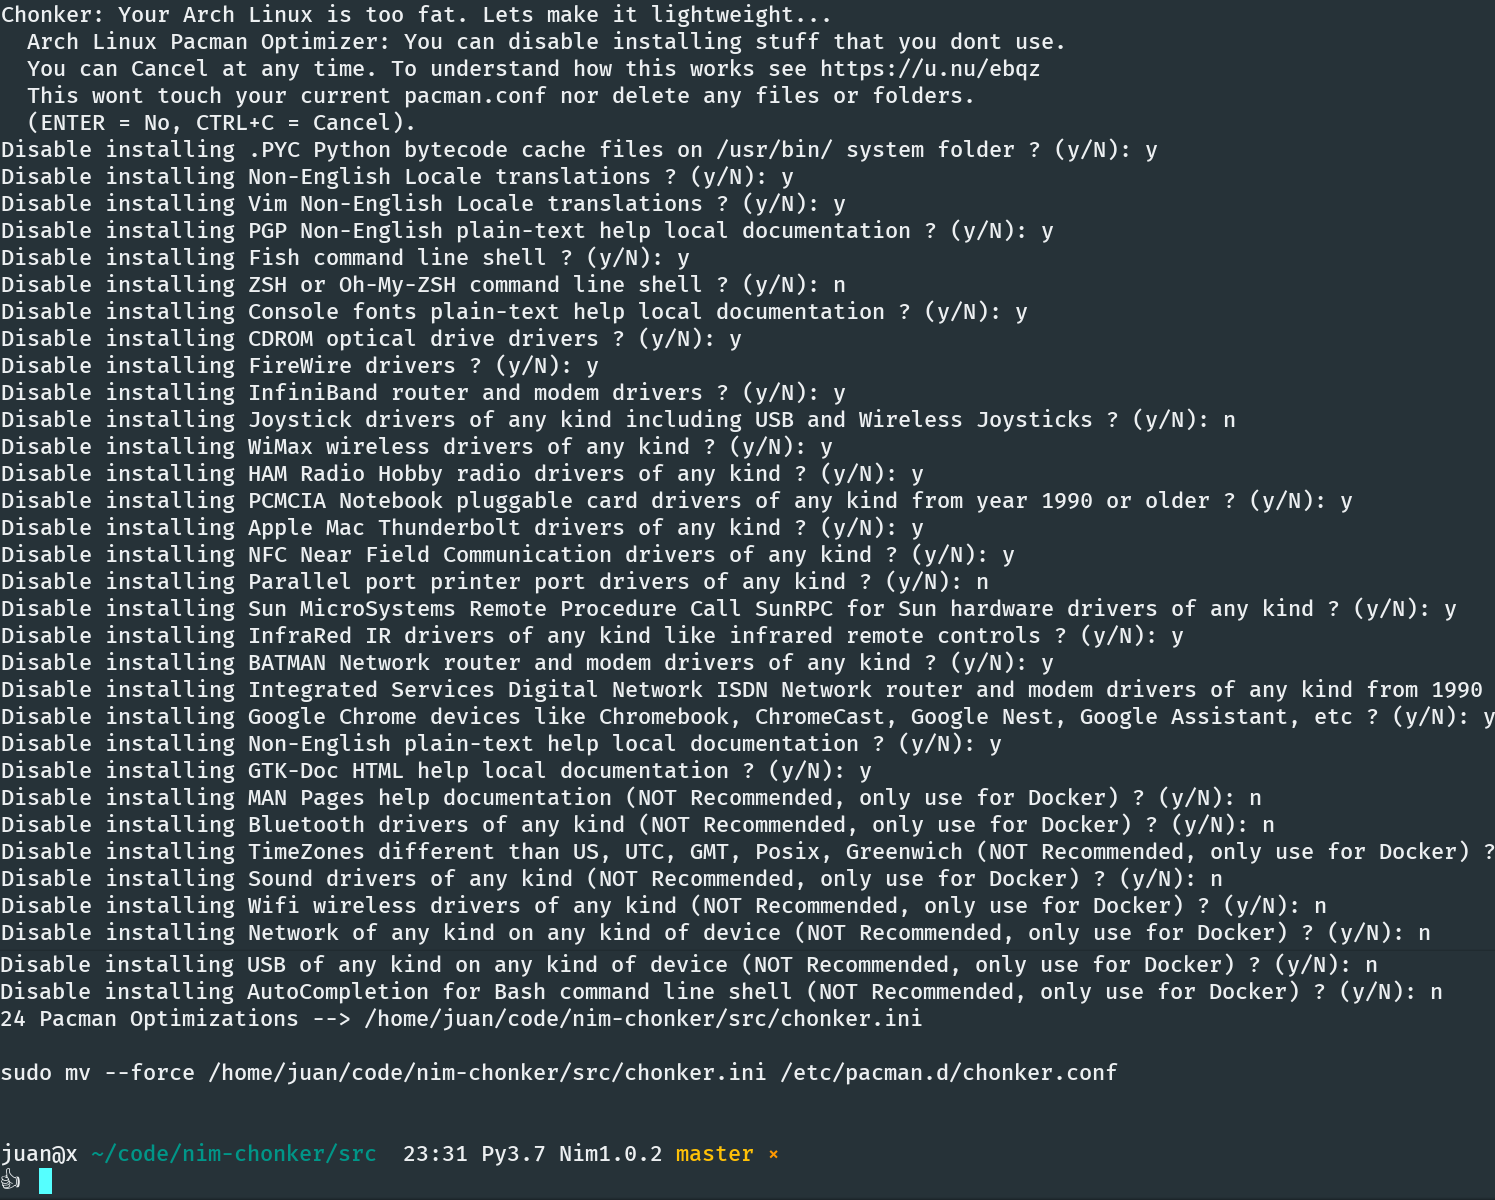 Chonker: Your Arch Linux is too fat. Lets make it lightweight...
Arch Linux Pacman Optimizer: You can disable installing stuff that you dont use.
You can Cancel at any time. To understand how this works see https://u.nu/ebqz
This wont touch your current pacman.conf nor delete any files or folders.
(ENTER = No, CTRL+C = Cancel).
Disable installing .PYC Python bytecode cache files on /usr/bin/ system folder ? (y/N): y
Disable installing Non-English Locale translations ? (y/N): y
Disable installing Vim Non-English Locale translations ? (y/N): y
Disable installing PGP Non-English plain-text help local documentation ? (y/N): y
Disable installing Fish command line shell ? (y/N): y
Disable installing ZSH or Oh-My-ZSH command line shell ? (y/N): n
Disable installing Console fonts plain-text help local documentation ? (y/N): y
Disable installing CDROM optical drive drivers ? (y/N): y
Disable installing FireWire drivers ? (y/N): y
Disable installing InfiniBand router and modem drivers ? (y/N): y
Disable installing Joystick drivers of any kind including USB and Wireless Joysticks ? (y/N): n
Disable installing WiMax wireless drivers of any kind ? (y/N): y
Disable installing HAM Radio Hobby radio drivers of any kind ? (y/N): y
Disable installing PCMCIA Notebook pluggable card drivers of any kind from year 1990 or older ? (y/N): y
Disable installing Apple Mac Thunderbolt drivers of any kind ? (y/N): y
Disable installing NFC Near Field Communication drivers of any kind ? (y/N): y
Disable installing Parallel port printer port drivers of any kind ? (y/N): n
Disable installing Sun MicroSystems Remote Procedure Call SunRPC for Sun hardware drivers of any kind ? (y/N): y
Disable installing InfraRed IR drivers of any kind like infrared remote controls ? (y/N): y
Disable installing BATMAN Network router and modem drivers of any kind ? (y/N): y
Disable installing Integrated Services Digital Network ISDN Network router and modem drivers of any kind from 1990
Disable installing Google Chrome devices like Chromebook, ChromeCast, Google Nest, Google Assistant, etc ? (y/N): y
Disable installing Non-English plain-text help local documentation ? (y/N): y
Disable installing GTK-Doc HTML help local documentation ? (y/N): y
Disable installing MAN Pages help documentation (NOT Recommended, only use for Docker) ? (y/N): n
Disable installing Bluetooth drivers of any kind (NOT Recommended, only use for Docker) ? (y/N): n
Disable installing TimeZones different than US, UTC, GMT, Posix, Greenwich (NOT Recommended, only use for Docker) ?
Disable installing Sound drivers of any kind (NOT Recommended, only use for Docker) ? (y/N): n
Disable installing Wifi wireless drivers of any kind (NOT Recommended, only use for Docker) ? (y/N): n
Disable installing Network of any kind on any kind of device (NOT Recommended, only use for Docker) ? (y/N): n
Disable installing USB of any kind on any kind of device (NOT Recommended, only use for Docker) ? (y/N): n
Disable installing AutoCompletion for Bash command line shell (NOT Recommended, only use for Docker) ? (y/N): n
24 Pacman Optimizations --> /home/juan/code/nim-chonker/src/chonker.ini
sudo mv --force /home/juan/code/nim-chonker/src/chonker.ini /etc/pacman.d/chonker.conf
juan@x ~/code/nim-chonker/src 23:31 Py3.7 Nim1.0.2 master ×
👍